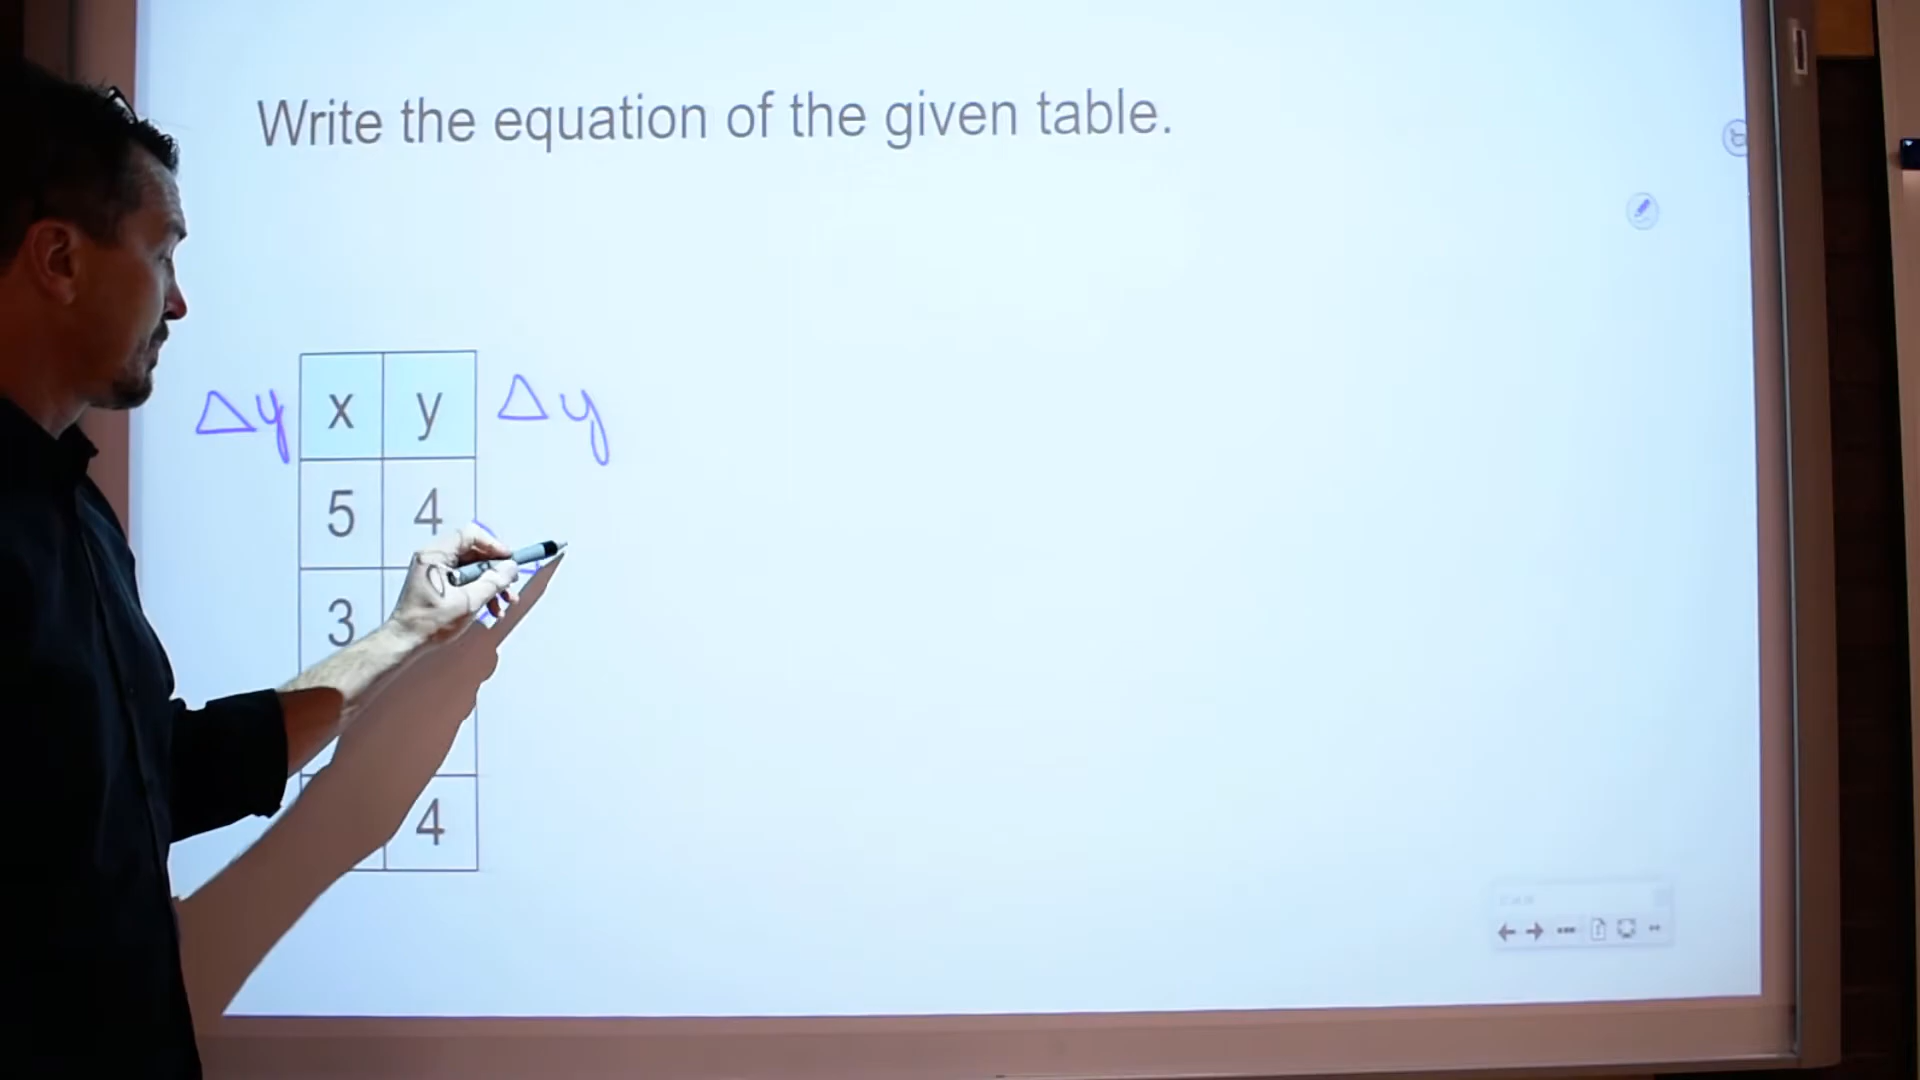 Write the equation of the given table.
Δy x y Δy
5 4
3
4